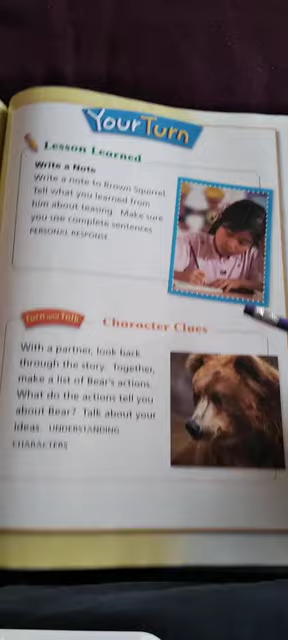 Your Turn
Lesson Learned
Write a Note
Write a note to Brown Squirrel.
Tell what you learned from
him about teasing. Make sure
you use complete sentences.
PERSONAL RESPONSE
Turn and Talk
Character Clues
With a partner, look back
through the story. Together,
make a list of Bear's actions.
What do the actions tell you
about Bear? Talk about your
ideas. UNDERSTANDING
CHARACTERS